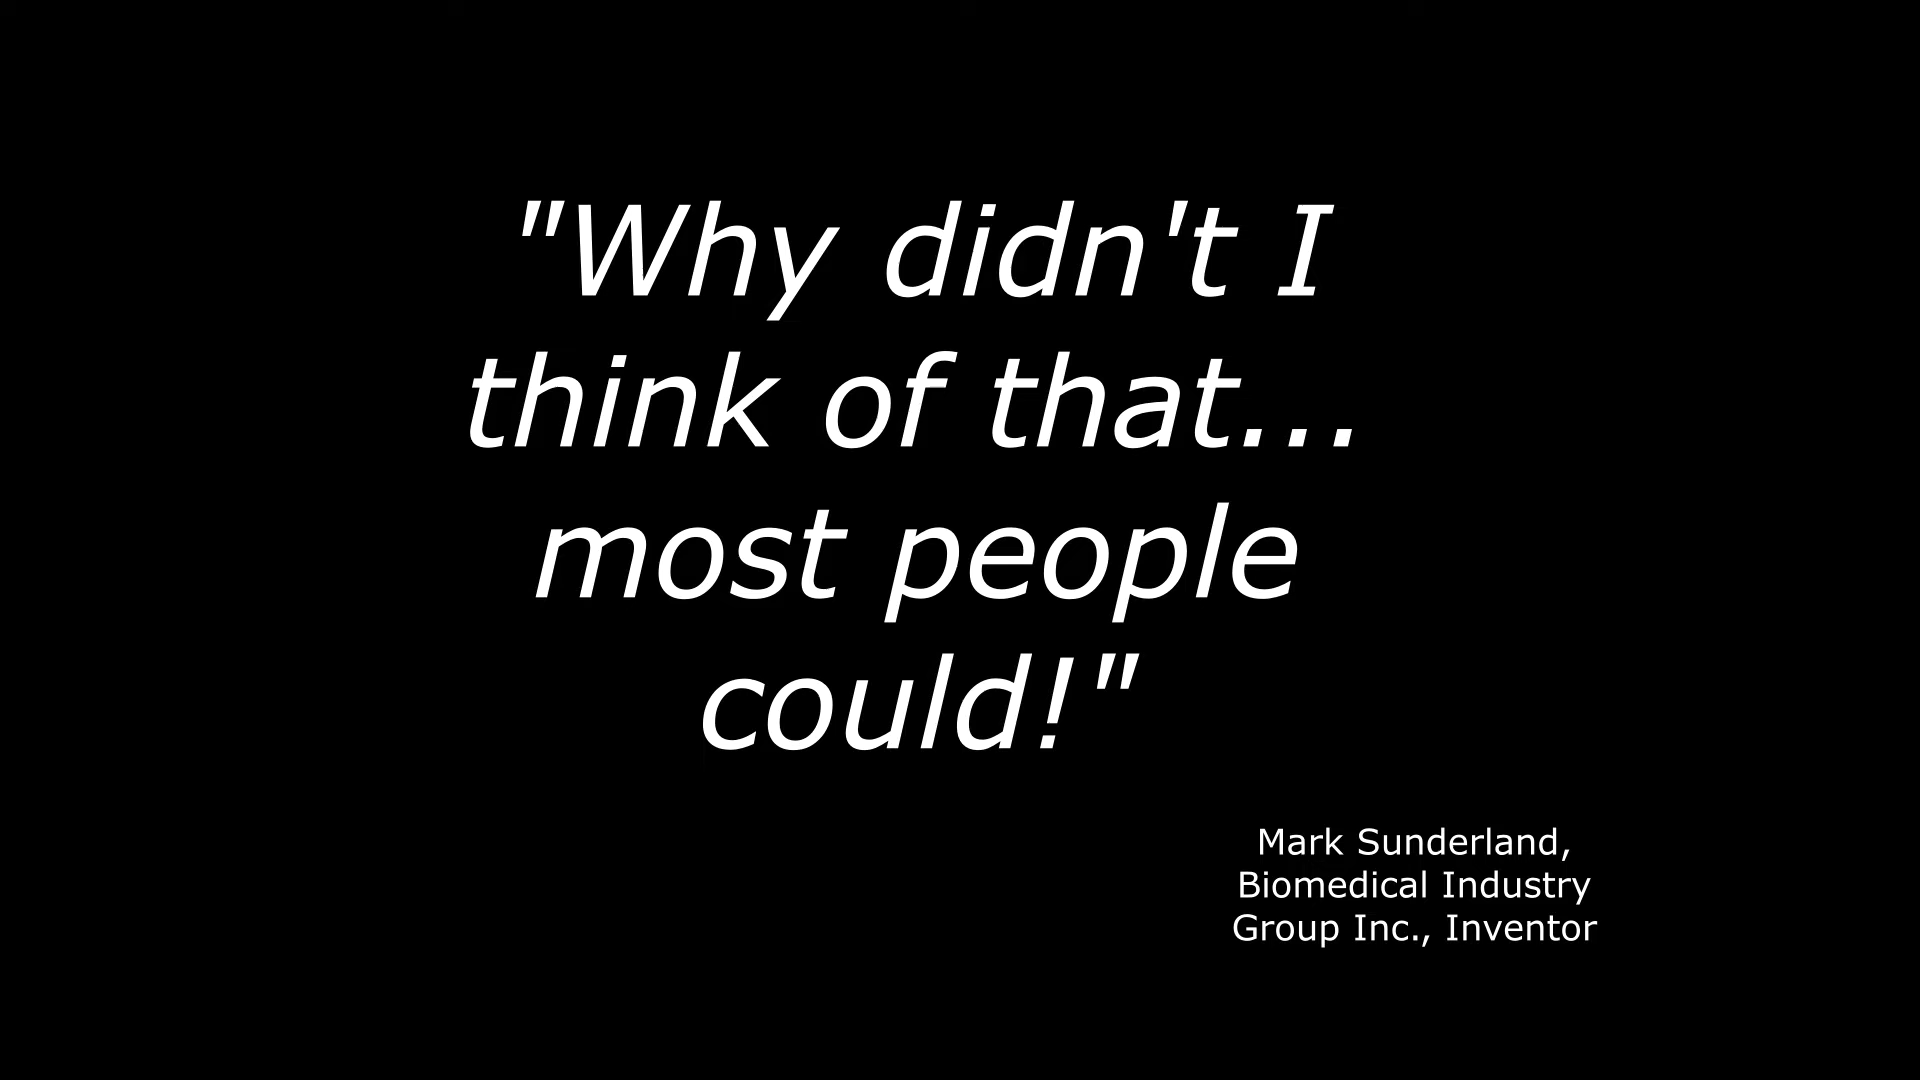 "Why didn't I
think of that...
most people
could!"
Mark Sunderland,
Biomedical Industry
Group Inc., Inventor